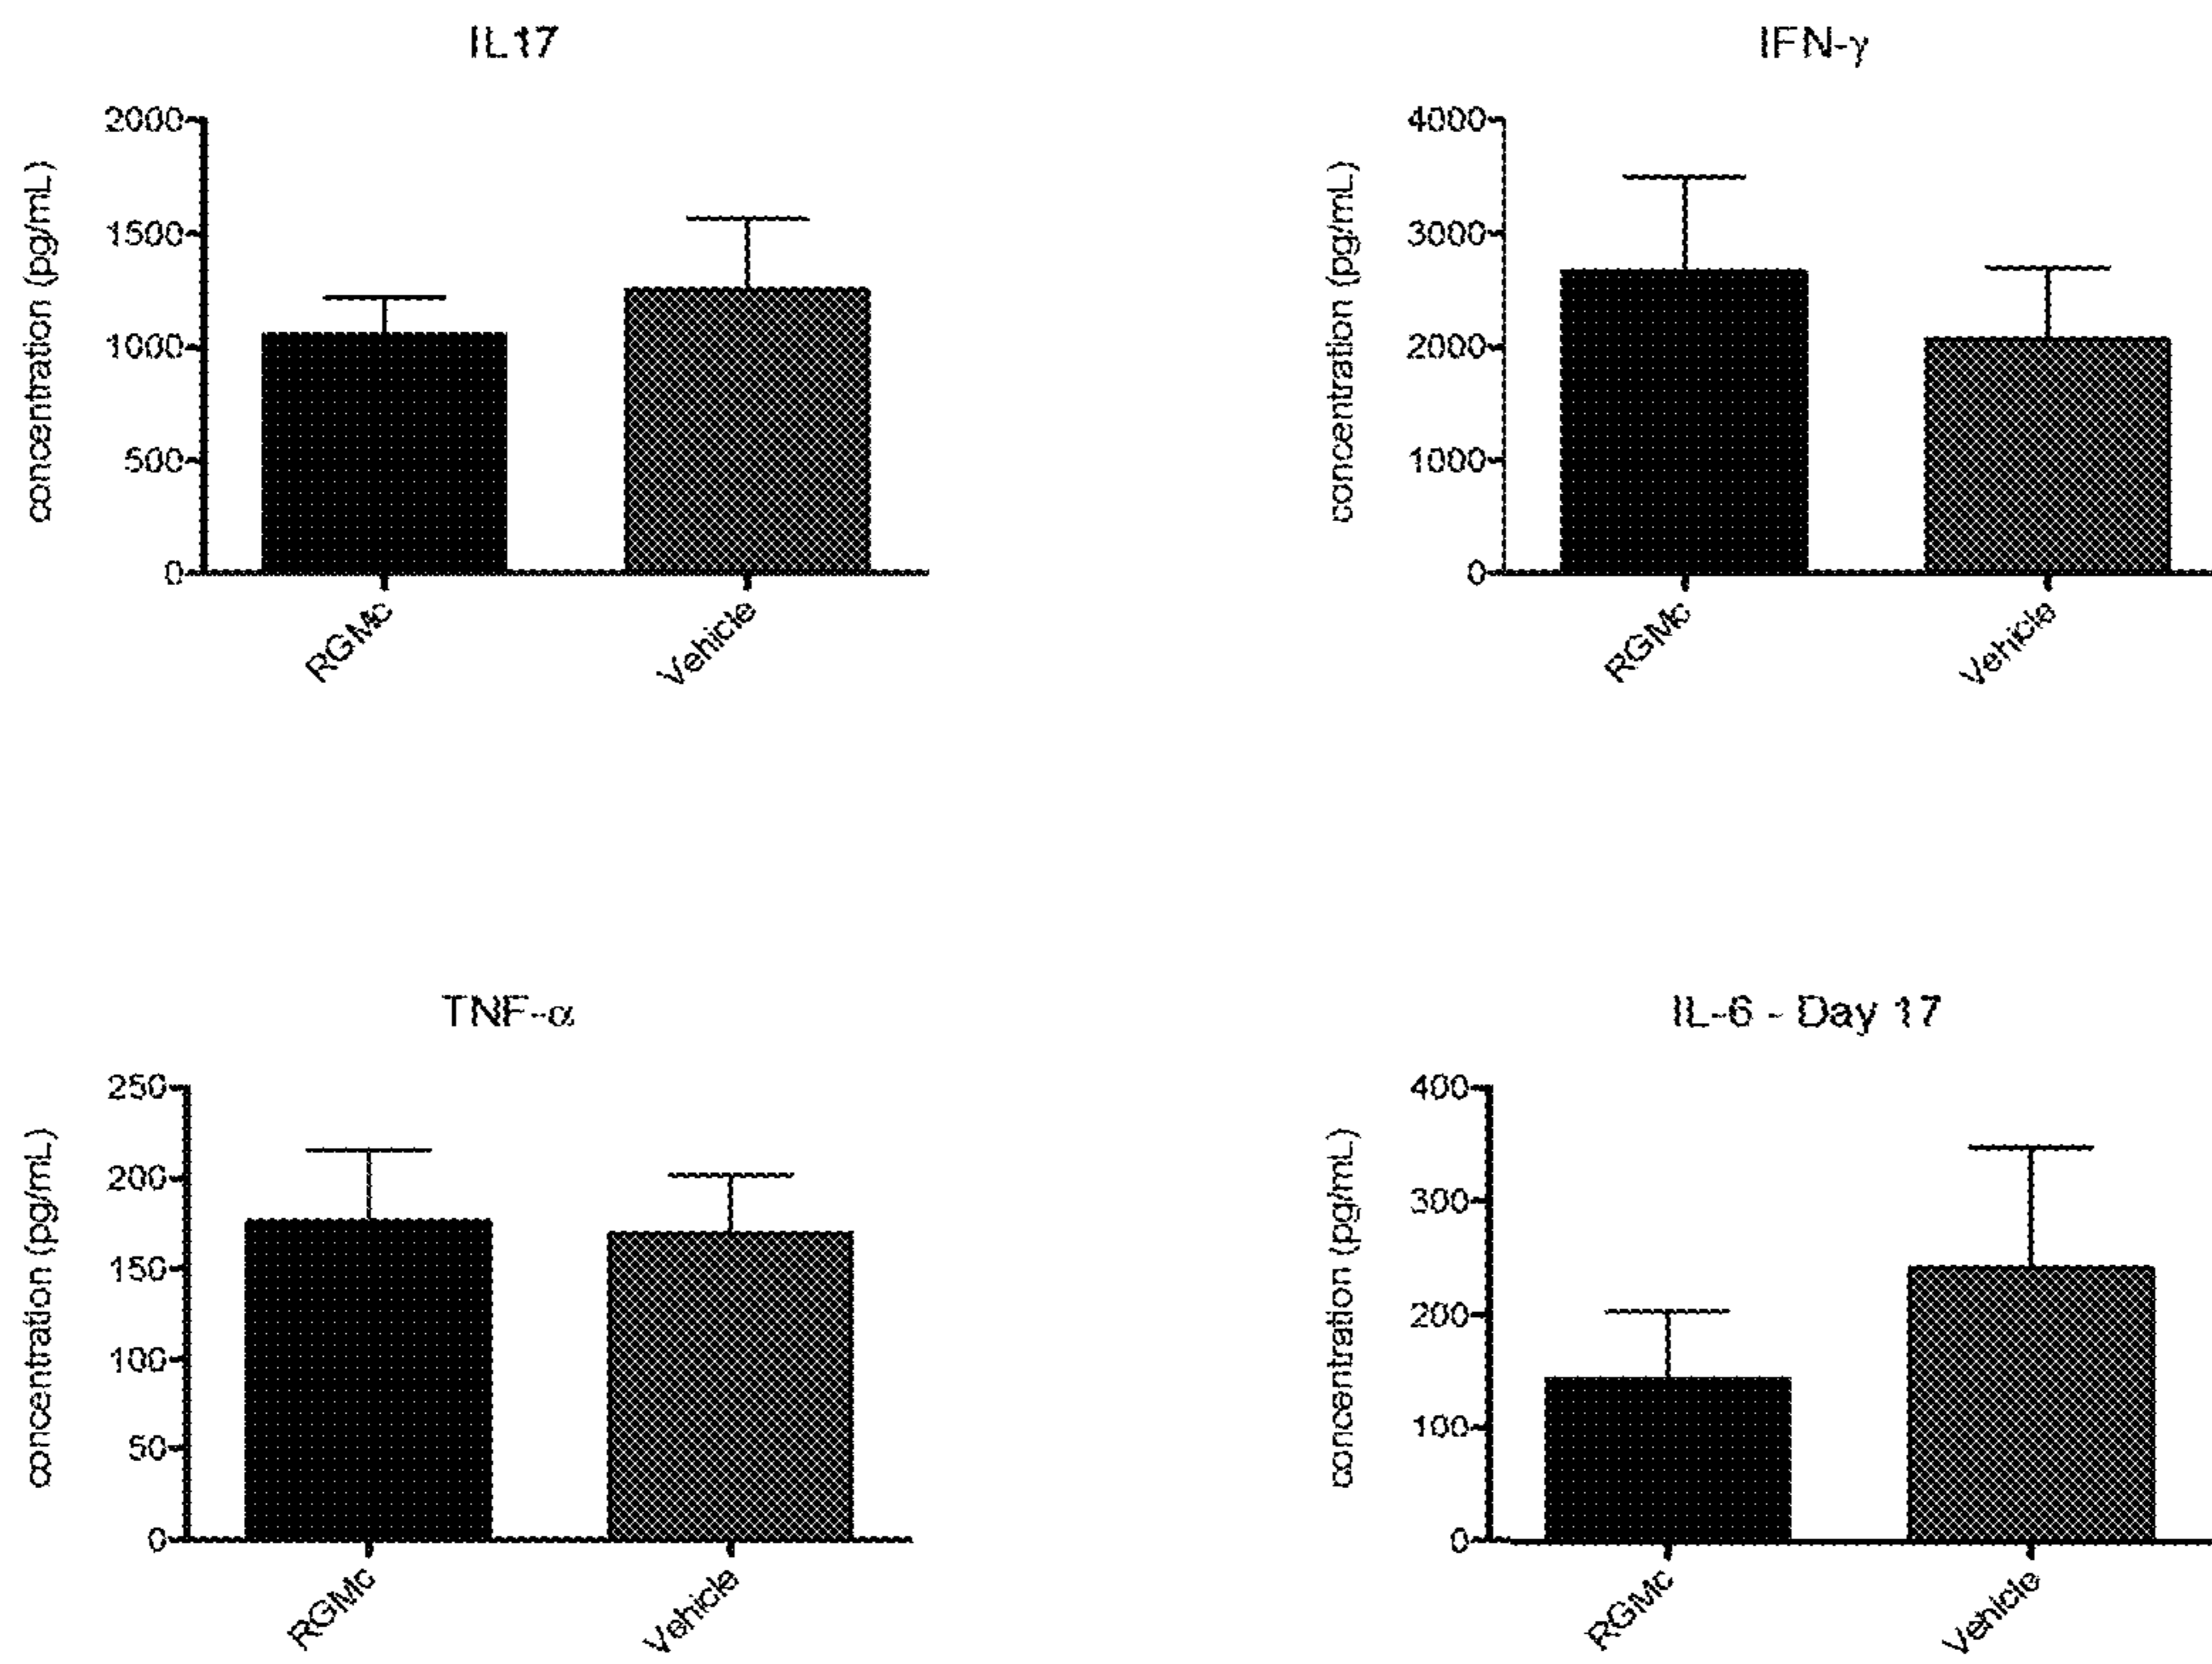 IL17
concentration (pg/mL)
2000
1500
1000
500
0
RGMc
Vehicle
IFN-γ
concentration (pg/mL)
4000
3000
2000
1000
0
RGMc
Vehicle
TNF-α
concentration (pg/mL)
250
200
150
100
50
0
RGMc
Vehicle
IL-6 - Day 17
concentration (pg/mL)
400
300
200
100
0
RGMc
Vehicle